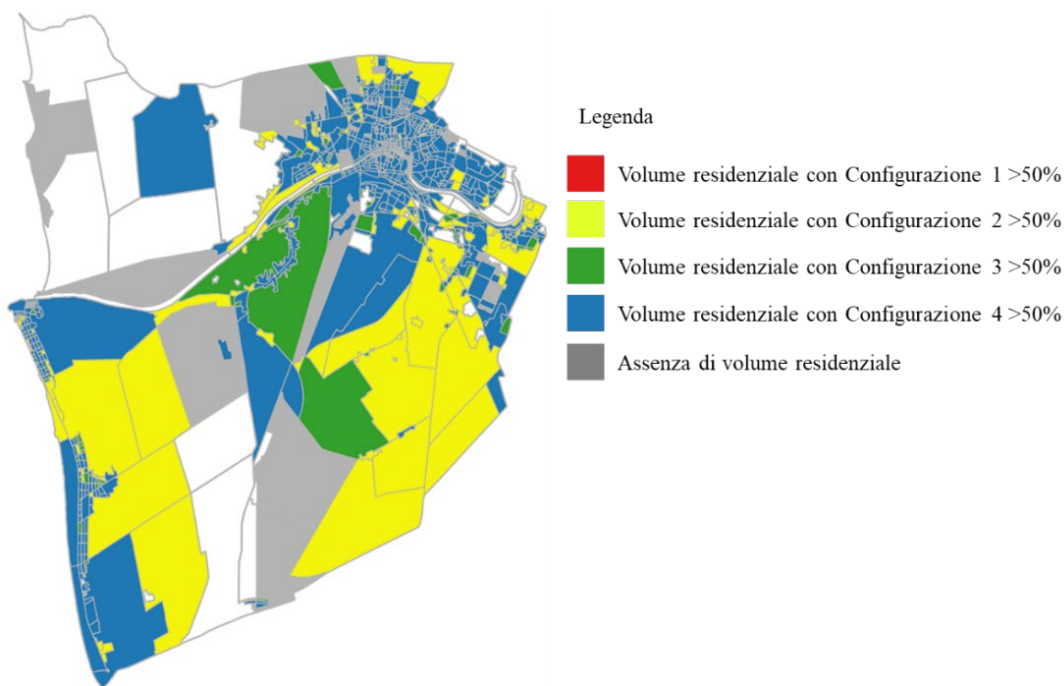 Legenda
Volume residenziale con Configurazione 1 >50%
Volume residenziale con Configurazione 2 >50%
Volume residenziale con Configurazione 3 >50%
Volume residenziale con Configurazione 4 >50%
Assenza di volume residenziale